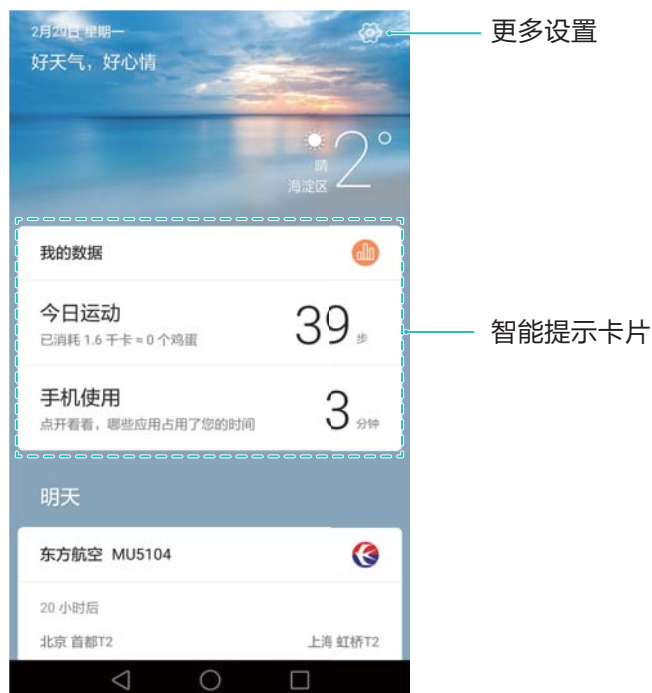 2月29日 星期一
更多设置
好天气，好心情
2°
晴
海淀区
我的数据
今日运动
39 步
已消耗 1.6 千卡 ≈ 0 个鸡蛋
智能提示卡片
手机使用
3 分钟
点开看看，哪些应用占用了您的时间
明天
东方航空 MU5104
20 小时后
北京 首都T2
上海 虹桥T2